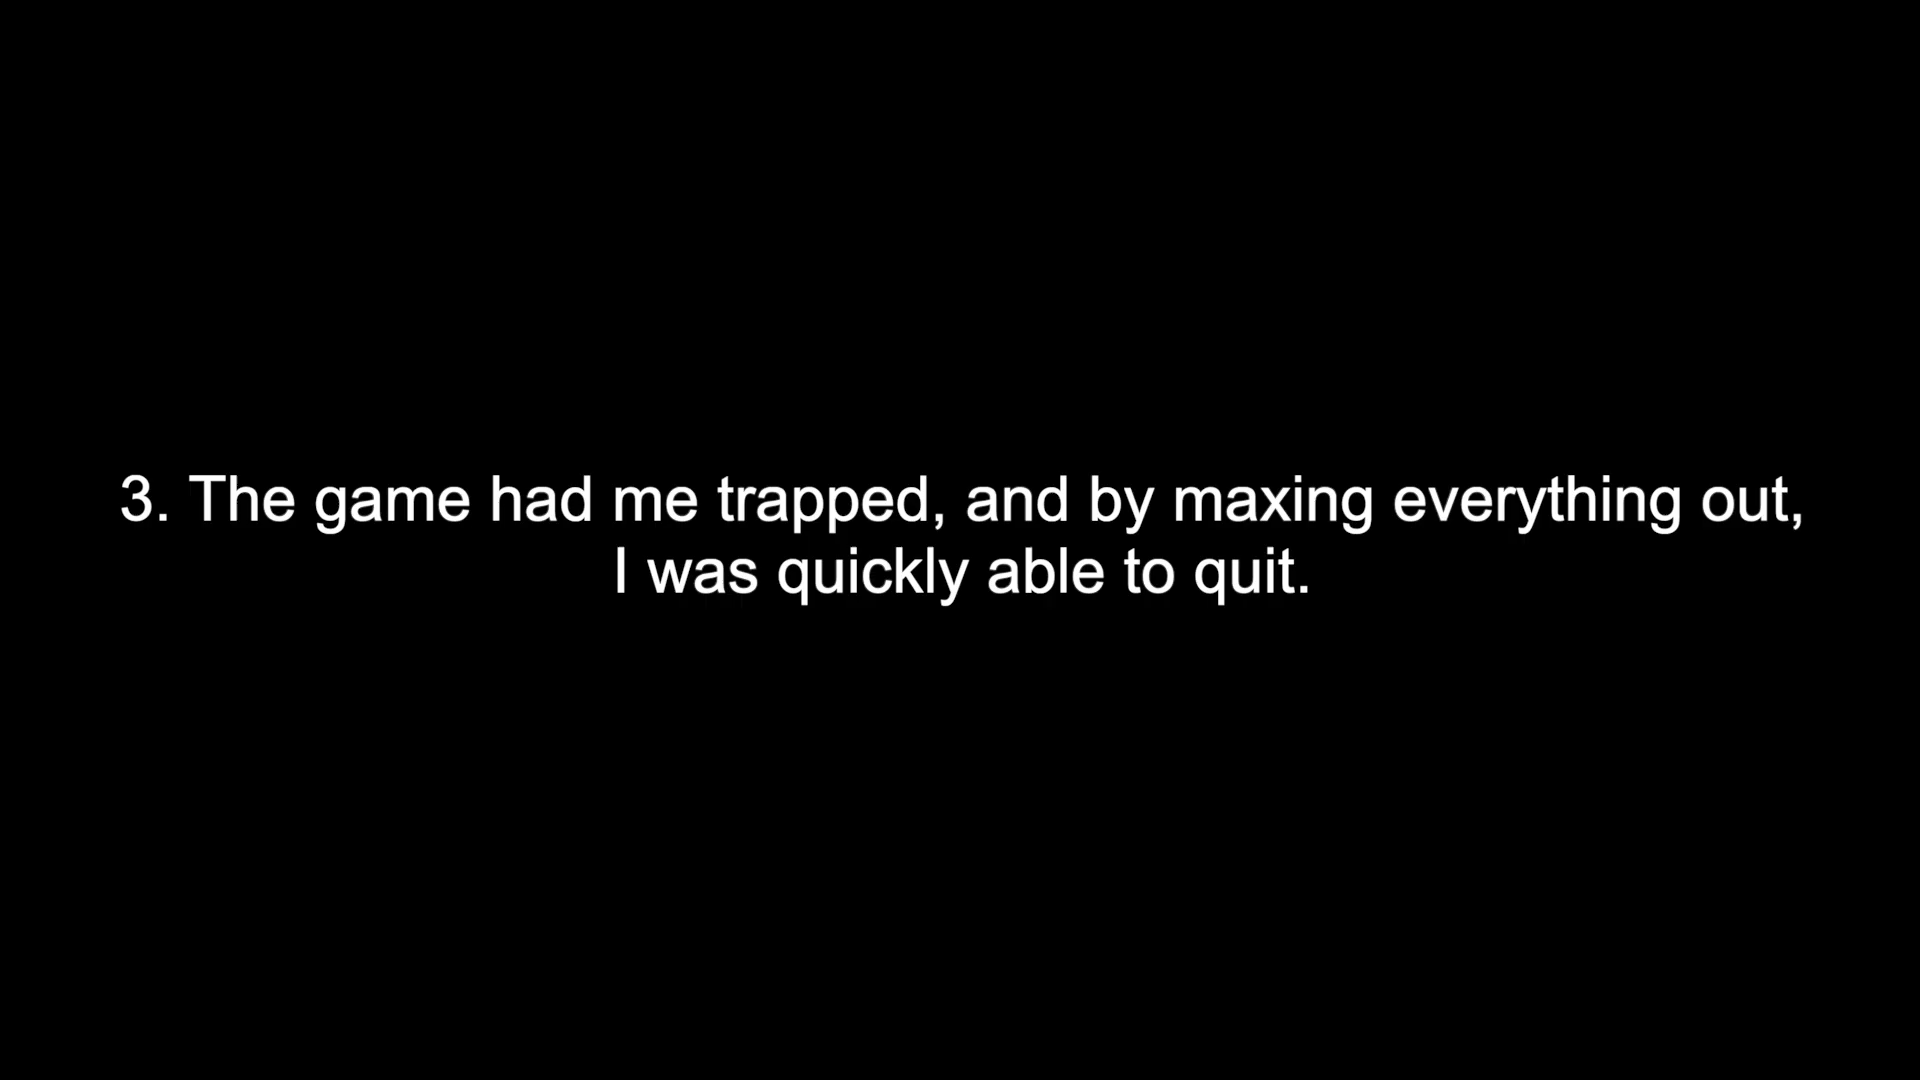 3. The game had me trapped, and by maxing everything out,
I was quickly able to quit.